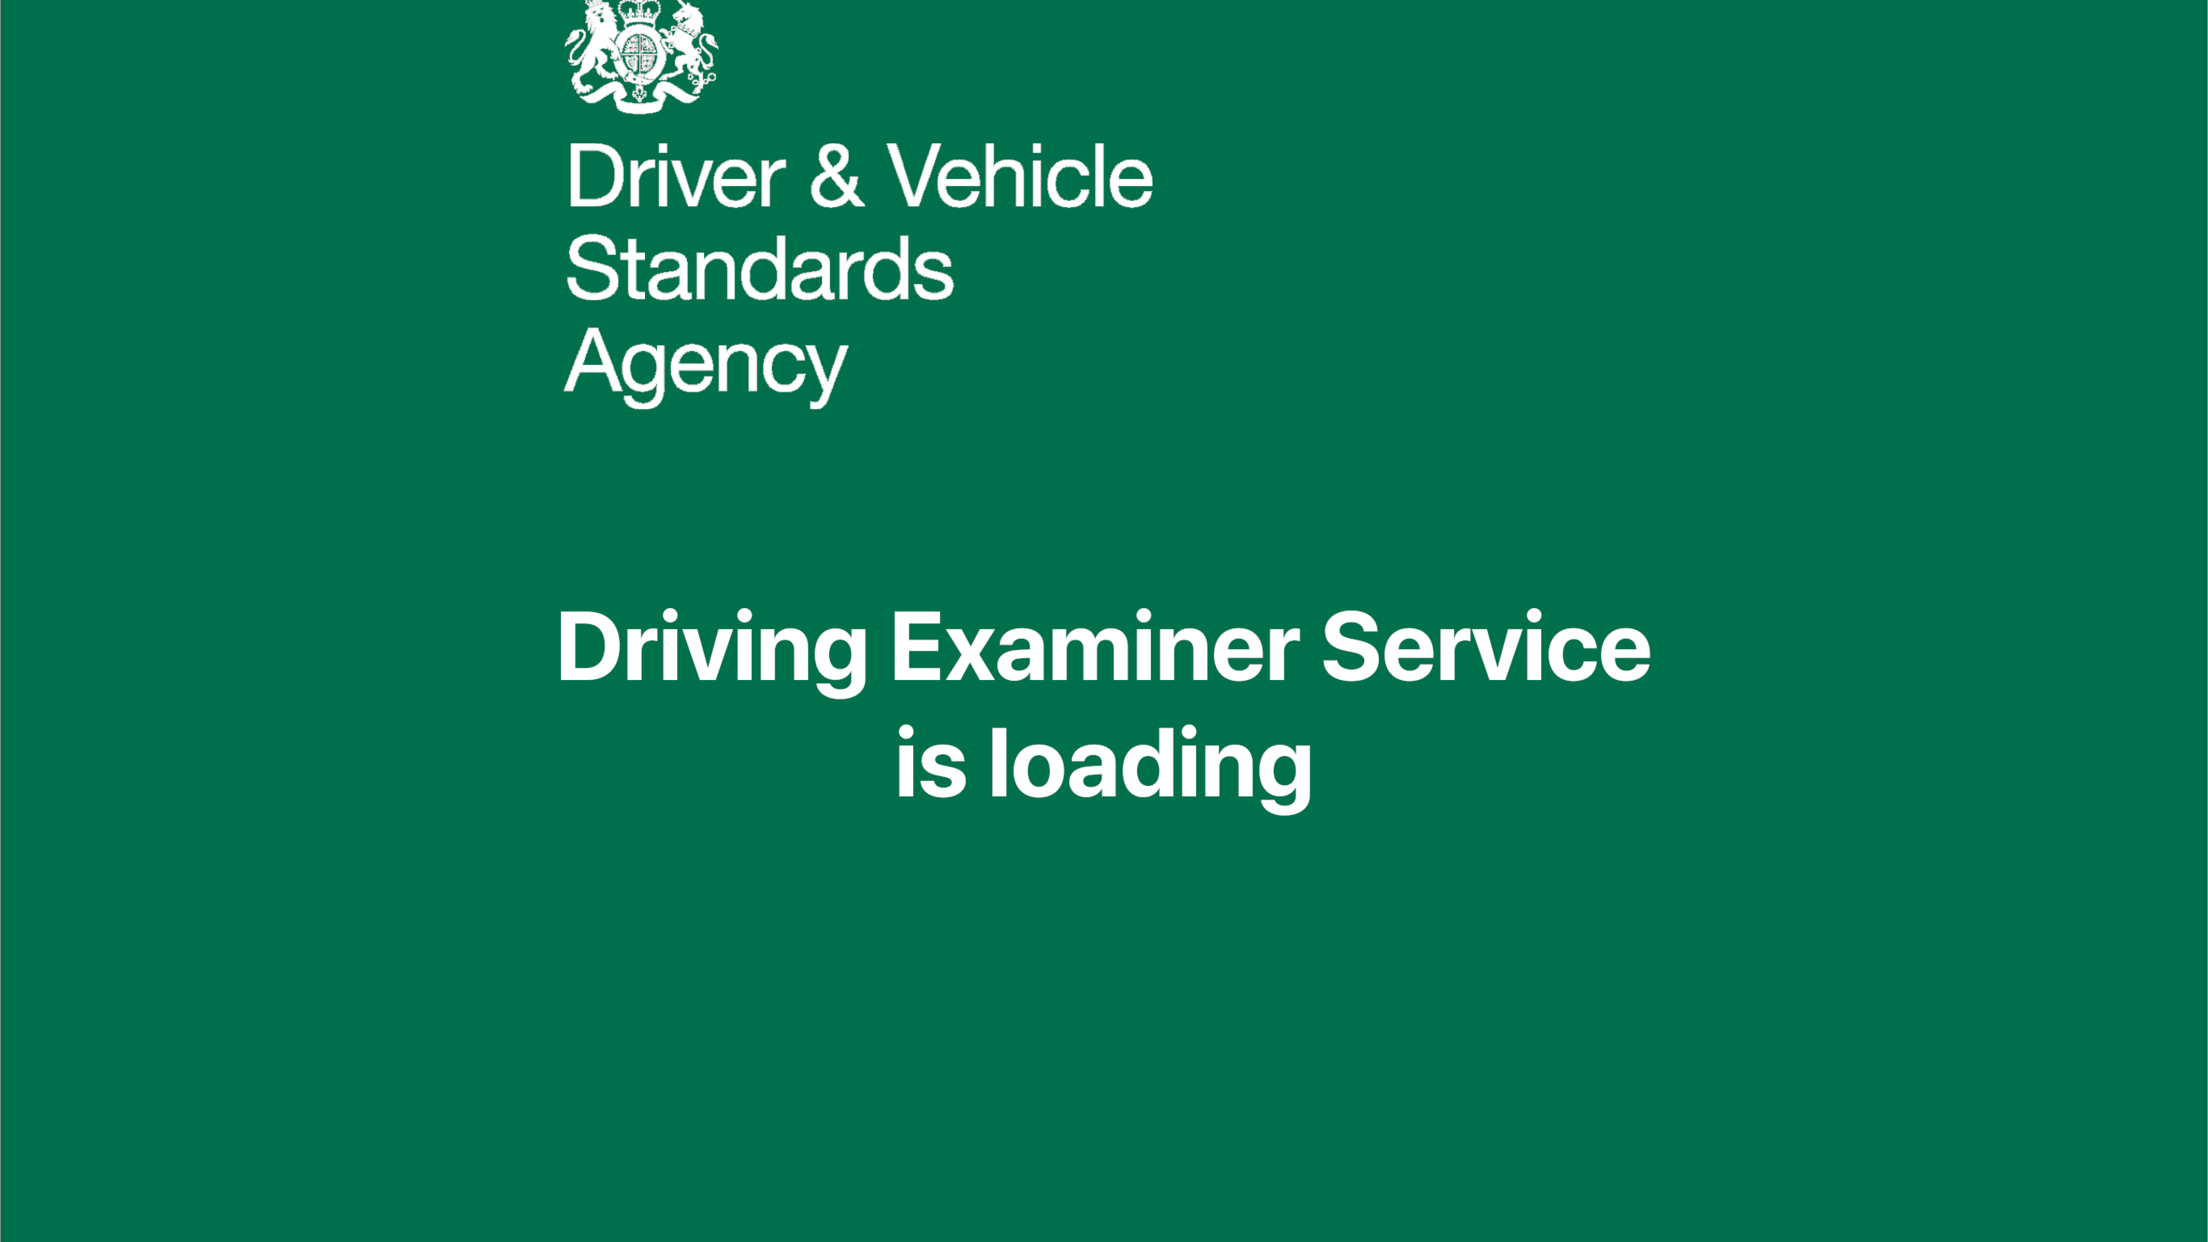 Driver & Vehicle
Standards
Agency
Driving Examiner Service
is loading